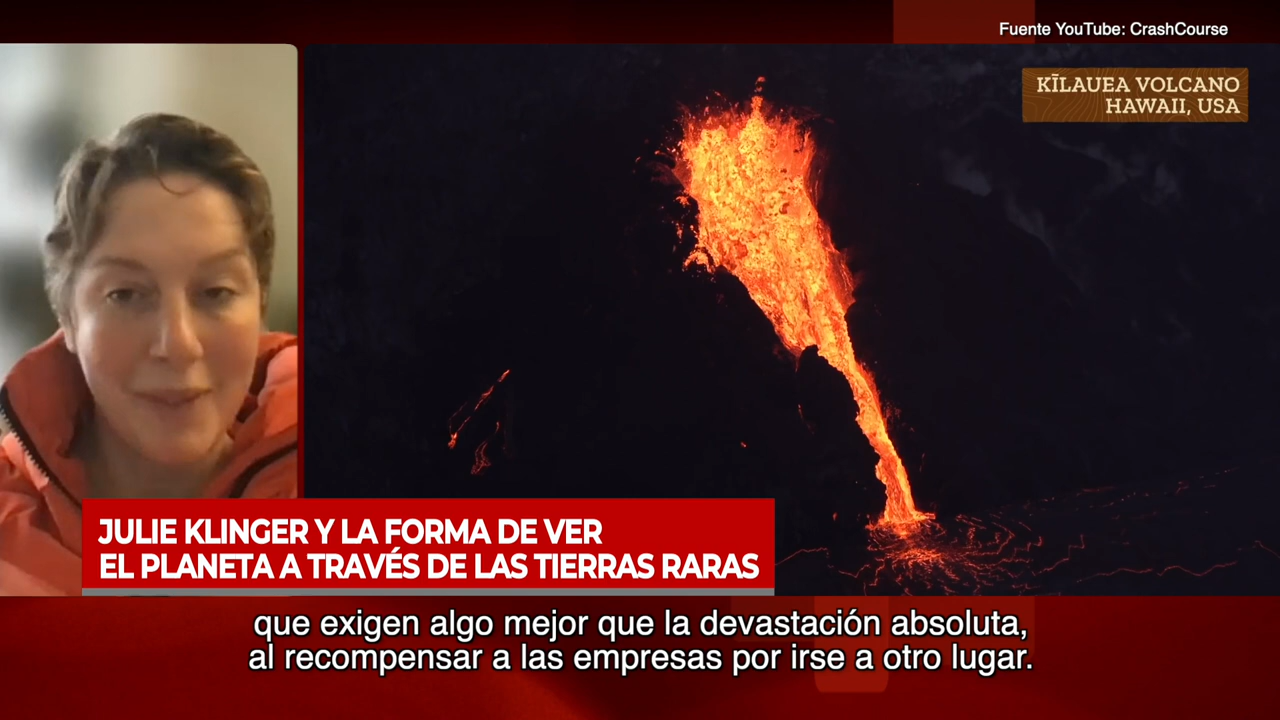 Fuente YouTube: CrashCourse
KĪLAUEA VOLCANO
HAWAII, USA
JULIE KLINGER Y LA FORMA DE VER
EL PLANETA A TRAVÉS DE LAS TIERRAS RARAS
que exigen algo mejor que la devastación absoluta,
al recompensar a las empresas por irse a otro lugar.